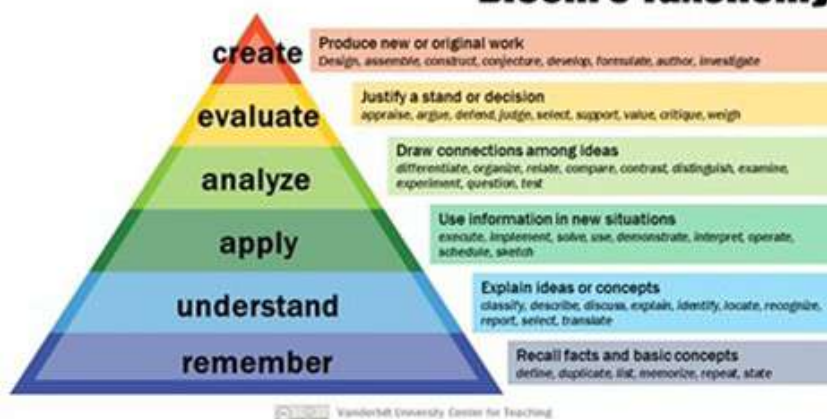 Taxonomy
create
Produce new or original work
Design, assemble, construct, conjecture, develop, formulate, author, investigate
evaluate
Justify a stand or decision
appraise, argue, defend, judge, select, support, value, critique, weigh
analyze
Draw connections among ideas
differentiate, organize, relate, compare, contrast, distinguish, examine,
experiment, question, test
apply
Use information in new situations
execute, implement, solve, use, demonstrate, interpret, operate,
schedule, sketch
understand
Explain ideas or concepts
classify, describe, discuss, explain, identify, locate, recognize,
report, select, translate
remember
Recall facts and basic concepts
define, duplicate, list, memorize, repeat, state
Vanderbilt University Center for Teaching